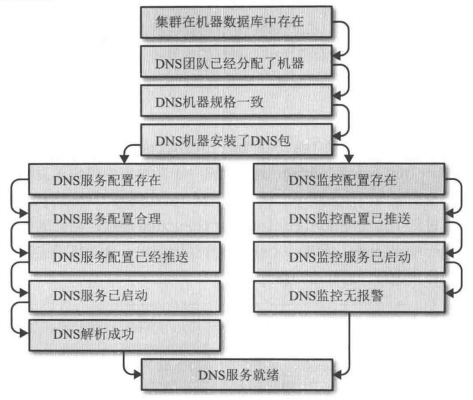 集群在机器数据库中存在
DNS团队已经分配了机器
DNS机器规格一致
DNS机器安装了DNS包
DNS服务配置存在
DNS服务配置合理
DNS服务配置已经推送
DNS服务已启动
DNS解析成功
DNS监控配置存在
DNS监控配置已推送
DNS监控服务已启动
DNS监控无报警
DNS服务就绪